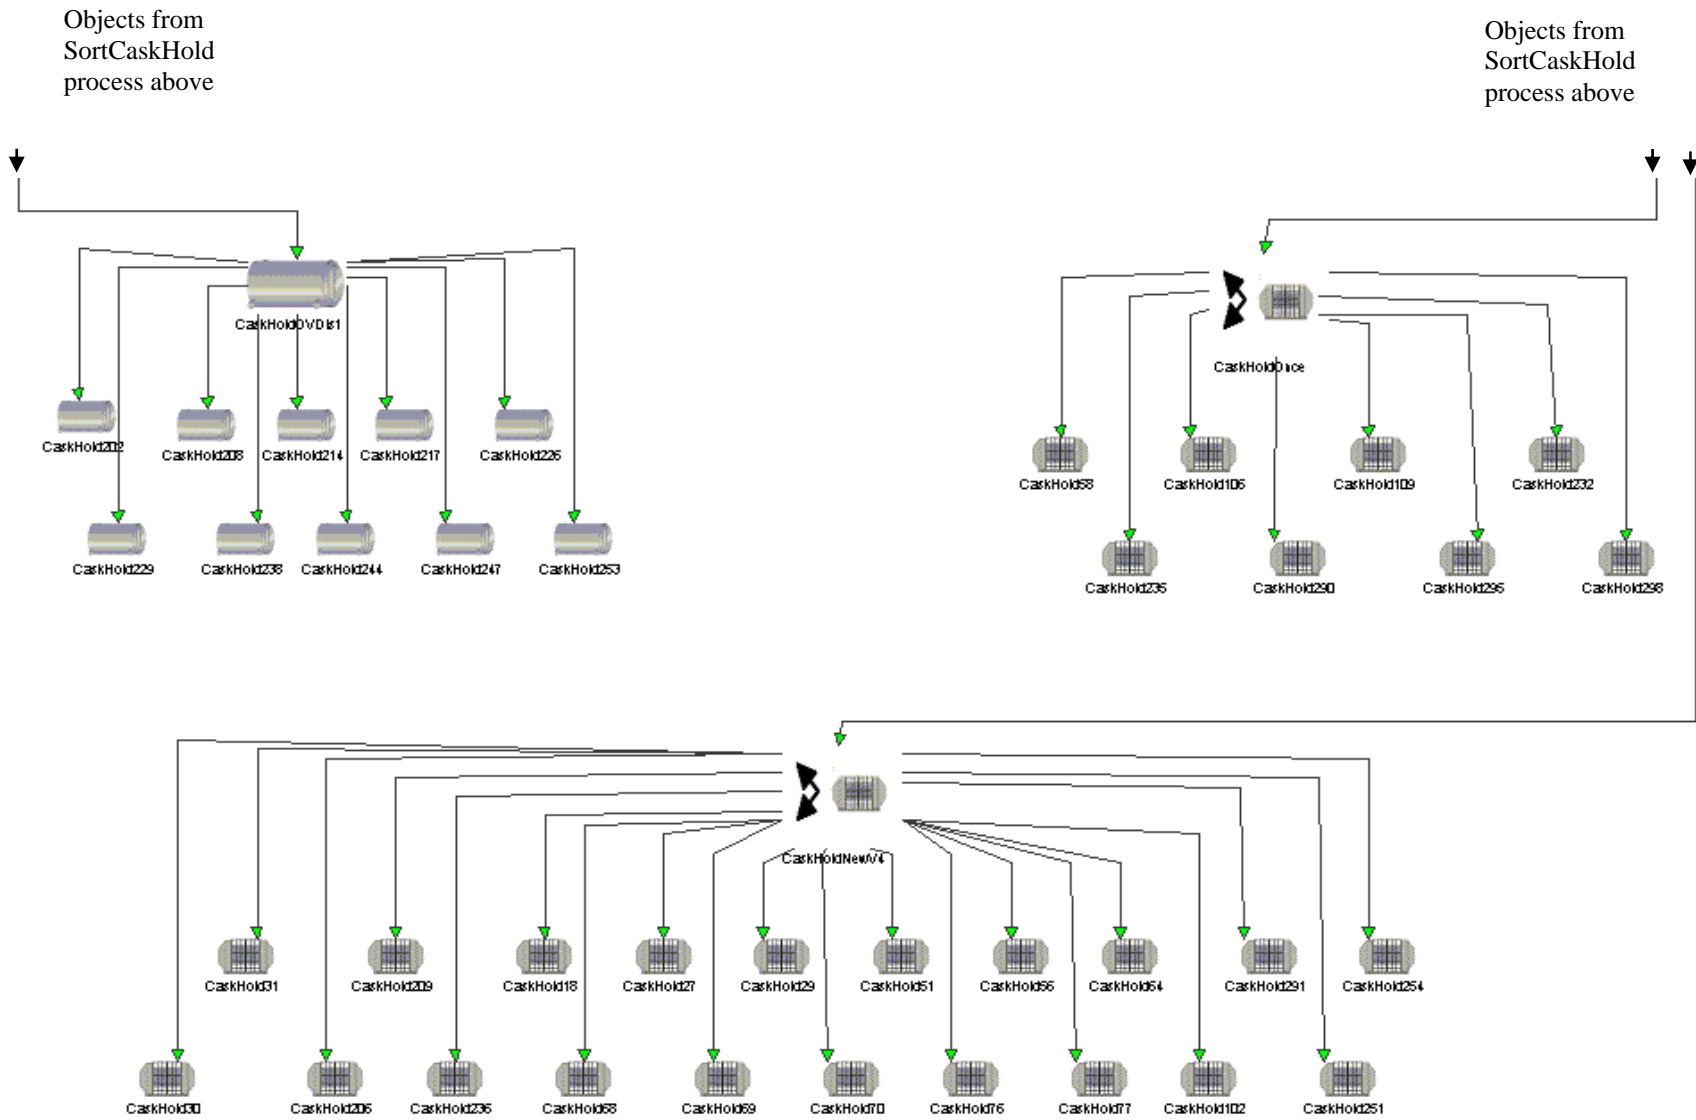 Objects from
SortCaskHold
process above
Objects from
SortCaskHold
process above
CaskHoldDVDIs1
CaskHold202
CaskHold208
CaskHold214
CaskHold217
CaskHold226
CaskHold229
CaskHold238
CaskHold244
CaskHold247
CaskHold253
CaskHoldOnce
CaskHold58
CaskHold106
CaskHold109
CaskHold232
CaskHold235
CaskHold290
CaskHold295
CaskHold298
CaskHoldNewV4
CaskHold31
CaskHold209
CaskHold18
CaskHold27
CaskHold29
CaskHold51
CaskHold56
CaskHold64
CaskHold291
CaskHold254
CaskHold30
CaskHold206
CaskHold236
CaskHold68
CaskHold69
CaskHold70
CaskHold76
CaskHold77
CaskHold102
CaskHold251